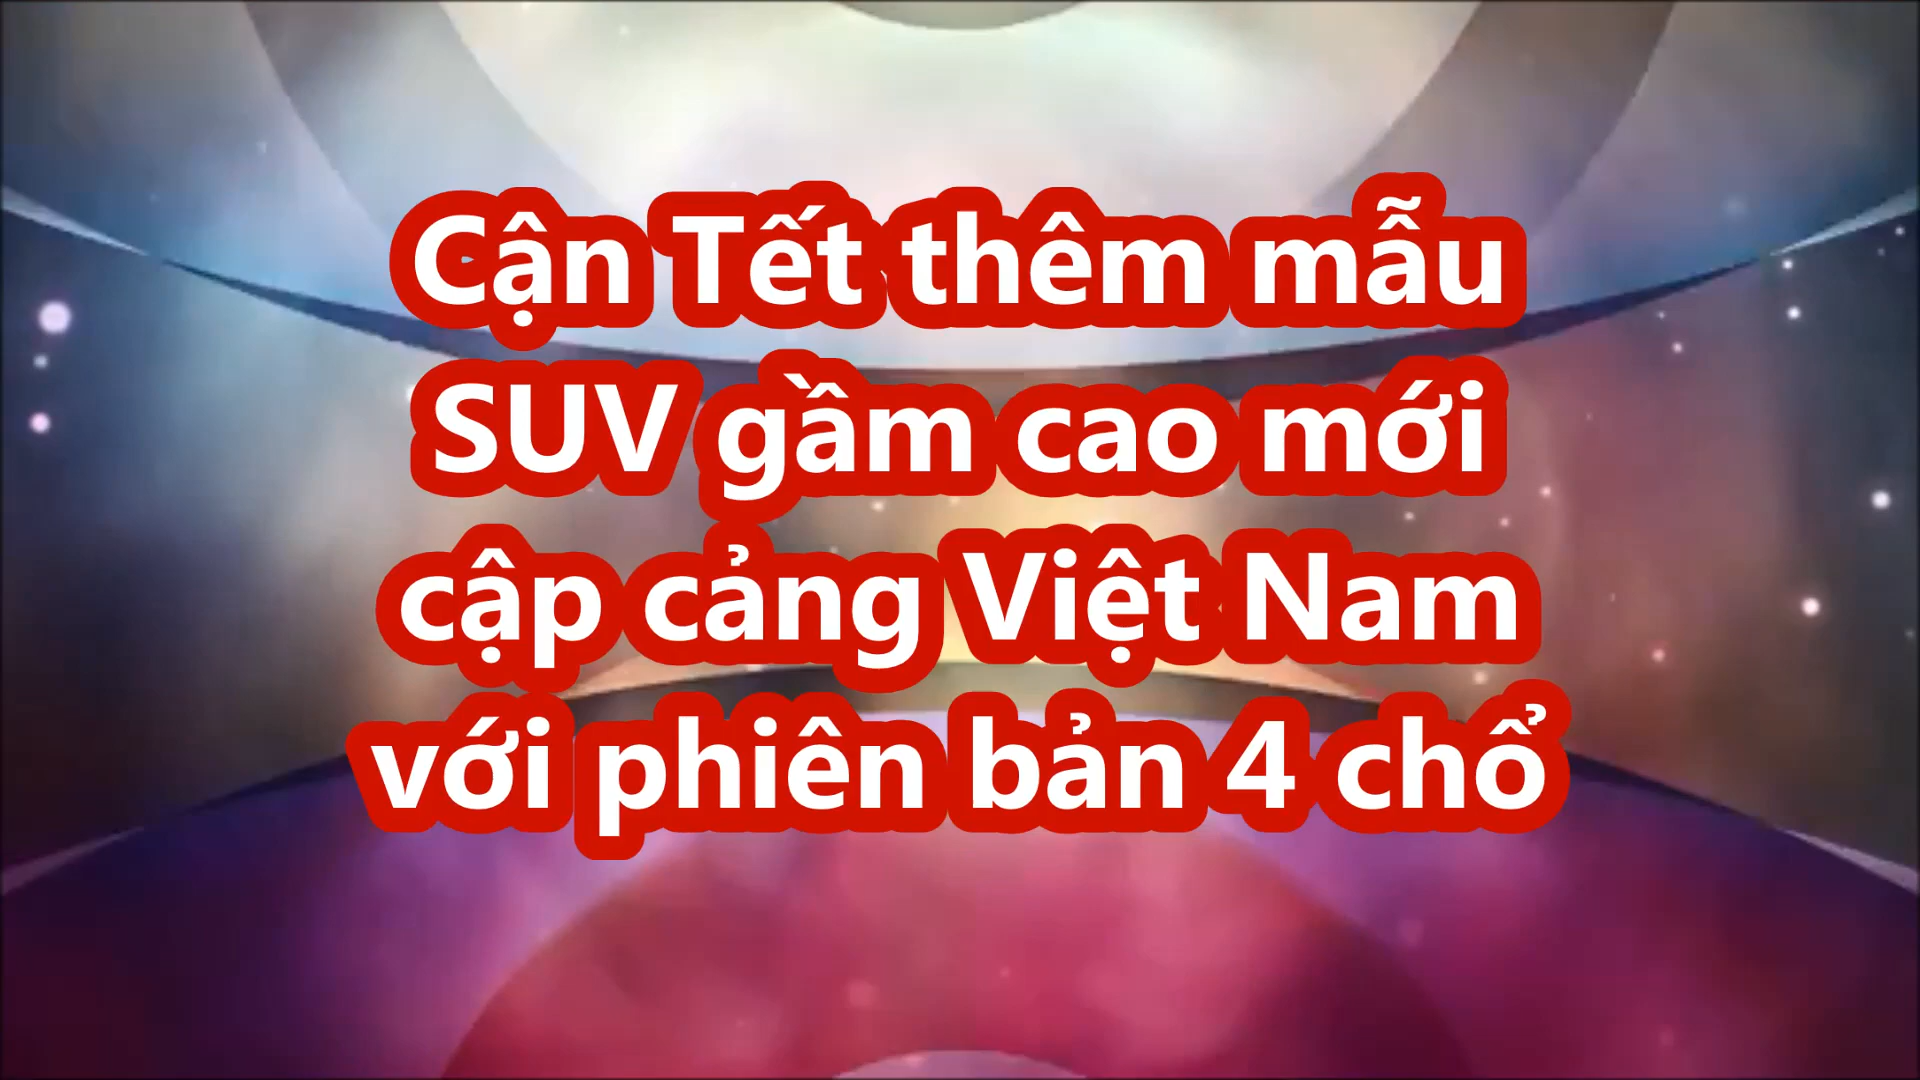 Cận Tết thêm mẫu
SUV gầm cao mới
cập cảng Việt Nam
với phiên bản 4 chổ